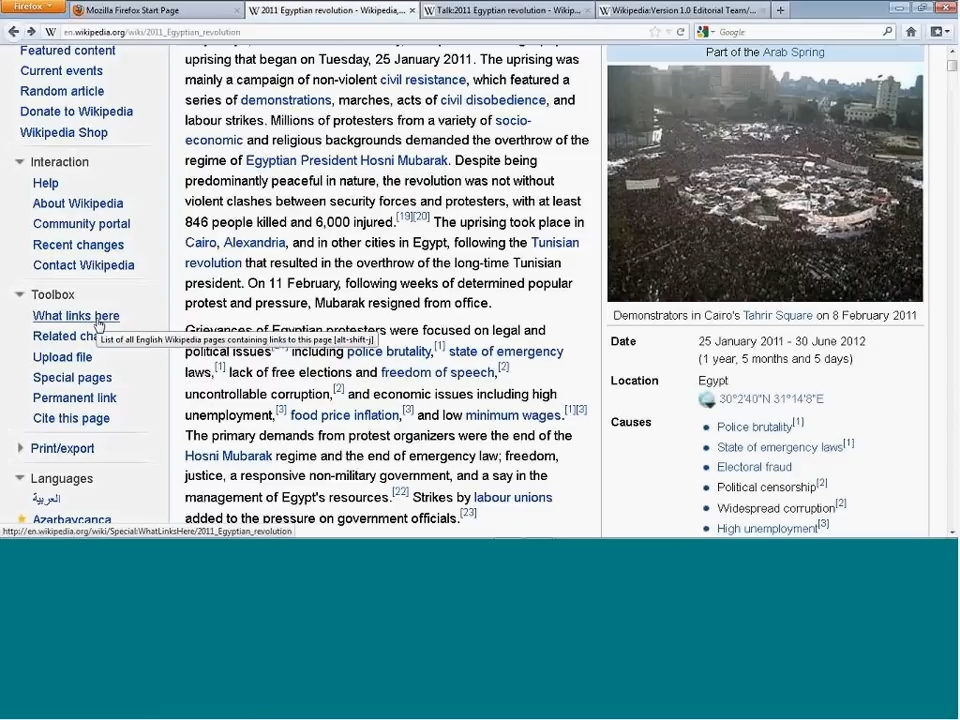 Firefox
Mozilla Firefox Start Page
2011 Egyptian revolution - Wikipedia,...
Talk:2011 Egyptian revolution - Wikip...
Wikipedia:Version 1.0 Editorial Team/...
en.wikipedia.org/wiki/2011_Egyptian_revolution
Google
Featured content
Current events
Random article
Donate to Wikipedia
Wikipedia Shop
Interaction
Help
About Wikipedia
Community portal
Recent changes
Contact Wikipedia
Toolbox
What links here
Related cha
List of all English Wikipedia pages containing links to this page [alt-shift-j]
Upload file
Special pages
Permanent link
Cite this page
Print/export
Languages
العربية
Azərbaycanca
http://en.wikipedia.org/wiki/Special:WhatLinksHere/2011_Egyptian_revolution
uprising that began on Tuesday, 25 January 2011. The uprising was
mainly a campaign of non-violent civil resistance, which featured a
series of demonstrations, marches, acts of civil disobedience, and
labour strikes. Millions of protesters from a variety of socio-
economic and religious backgrounds demanded the overthrow of the
regime of Egyptian President Hosni Mubarak. Despite being
predominantly peaceful in nature, the revolution was not without
violent clashes between security forces and protesters, with at least
846 people killed and 6,000 injured.[19][20] The uprising took place in
Cairo, Alexandria, and in other cities in Egypt, following the Tunisian
revolution that resulted in the overthrow of the long-time Tunisian
president. On 11 February, following weeks of determined popular
protest and pressure, Mubarak resigned from office.
Grievances of Egyptian protesters were focused on legal and
political issues including police brutality,[1] state of emergency
laws,[1] lack of free elections and freedom of speech,[2]
uncontrollable corruption,[2] and economic issues including high
unemployment,[3] food price inflation,[3] and low minimum wages.[1][3]
The primary demands from protest organizers were the end of the
Hosni Mubarak regime and the end of emergency law; freedom,
justice, a responsive non-military government, and a say in the
management of Egypt's resources.[22] Strikes by labour unions
added to the pressure on government officials.[23]
Part of the Arab Spring
Demonstrators in Cairo's Tahrir Square on 8 February 2011
Date 25 January 2011 - 30 June 2012
(1 year, 5 months and 5 days)
Location Egypt
30°2′40″N 31°14′8″E
Causes
Police brutality[1]
State of emergency laws[1]
Electoral fraud
Political censorship[2]
Widespread corruption[2]
High unemployment[3]